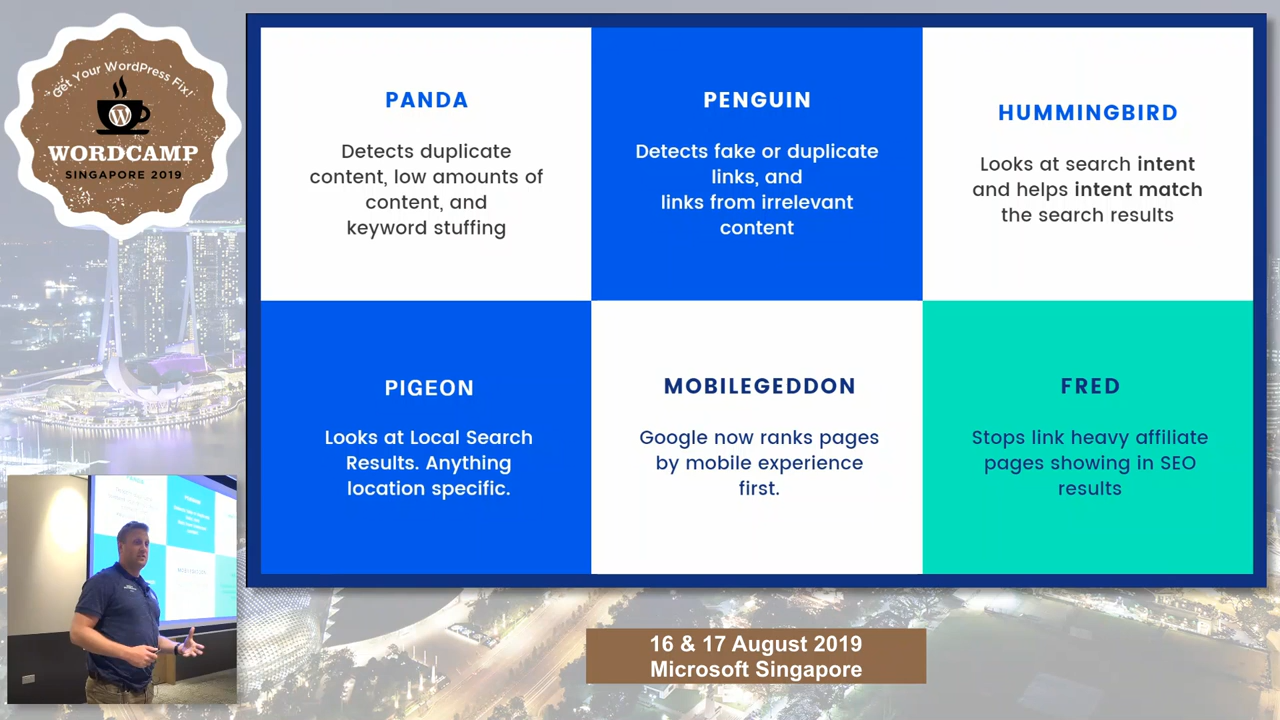 Get Your WordPress Fix!
WORDCAMP
SINGAPORE 2019
PANDA
Detects duplicate
content, low amounts of
content, and
keyword stuffing
PENGUIN
Detects fake or duplicate
links, and
links from irrelevant
content
HUMMINGBIRD
Looks at search intent
and helps intent match
the search results
PIGEON
Looks at Local Search
Results. Anything
location specific.
MOBILEGEDDON
Google now ranks pages
by mobile experience
first.
FRED
Stops link heavy affiliate
pages showing in SEO
results
16 & 17 August 2019
Microsoft Singapore